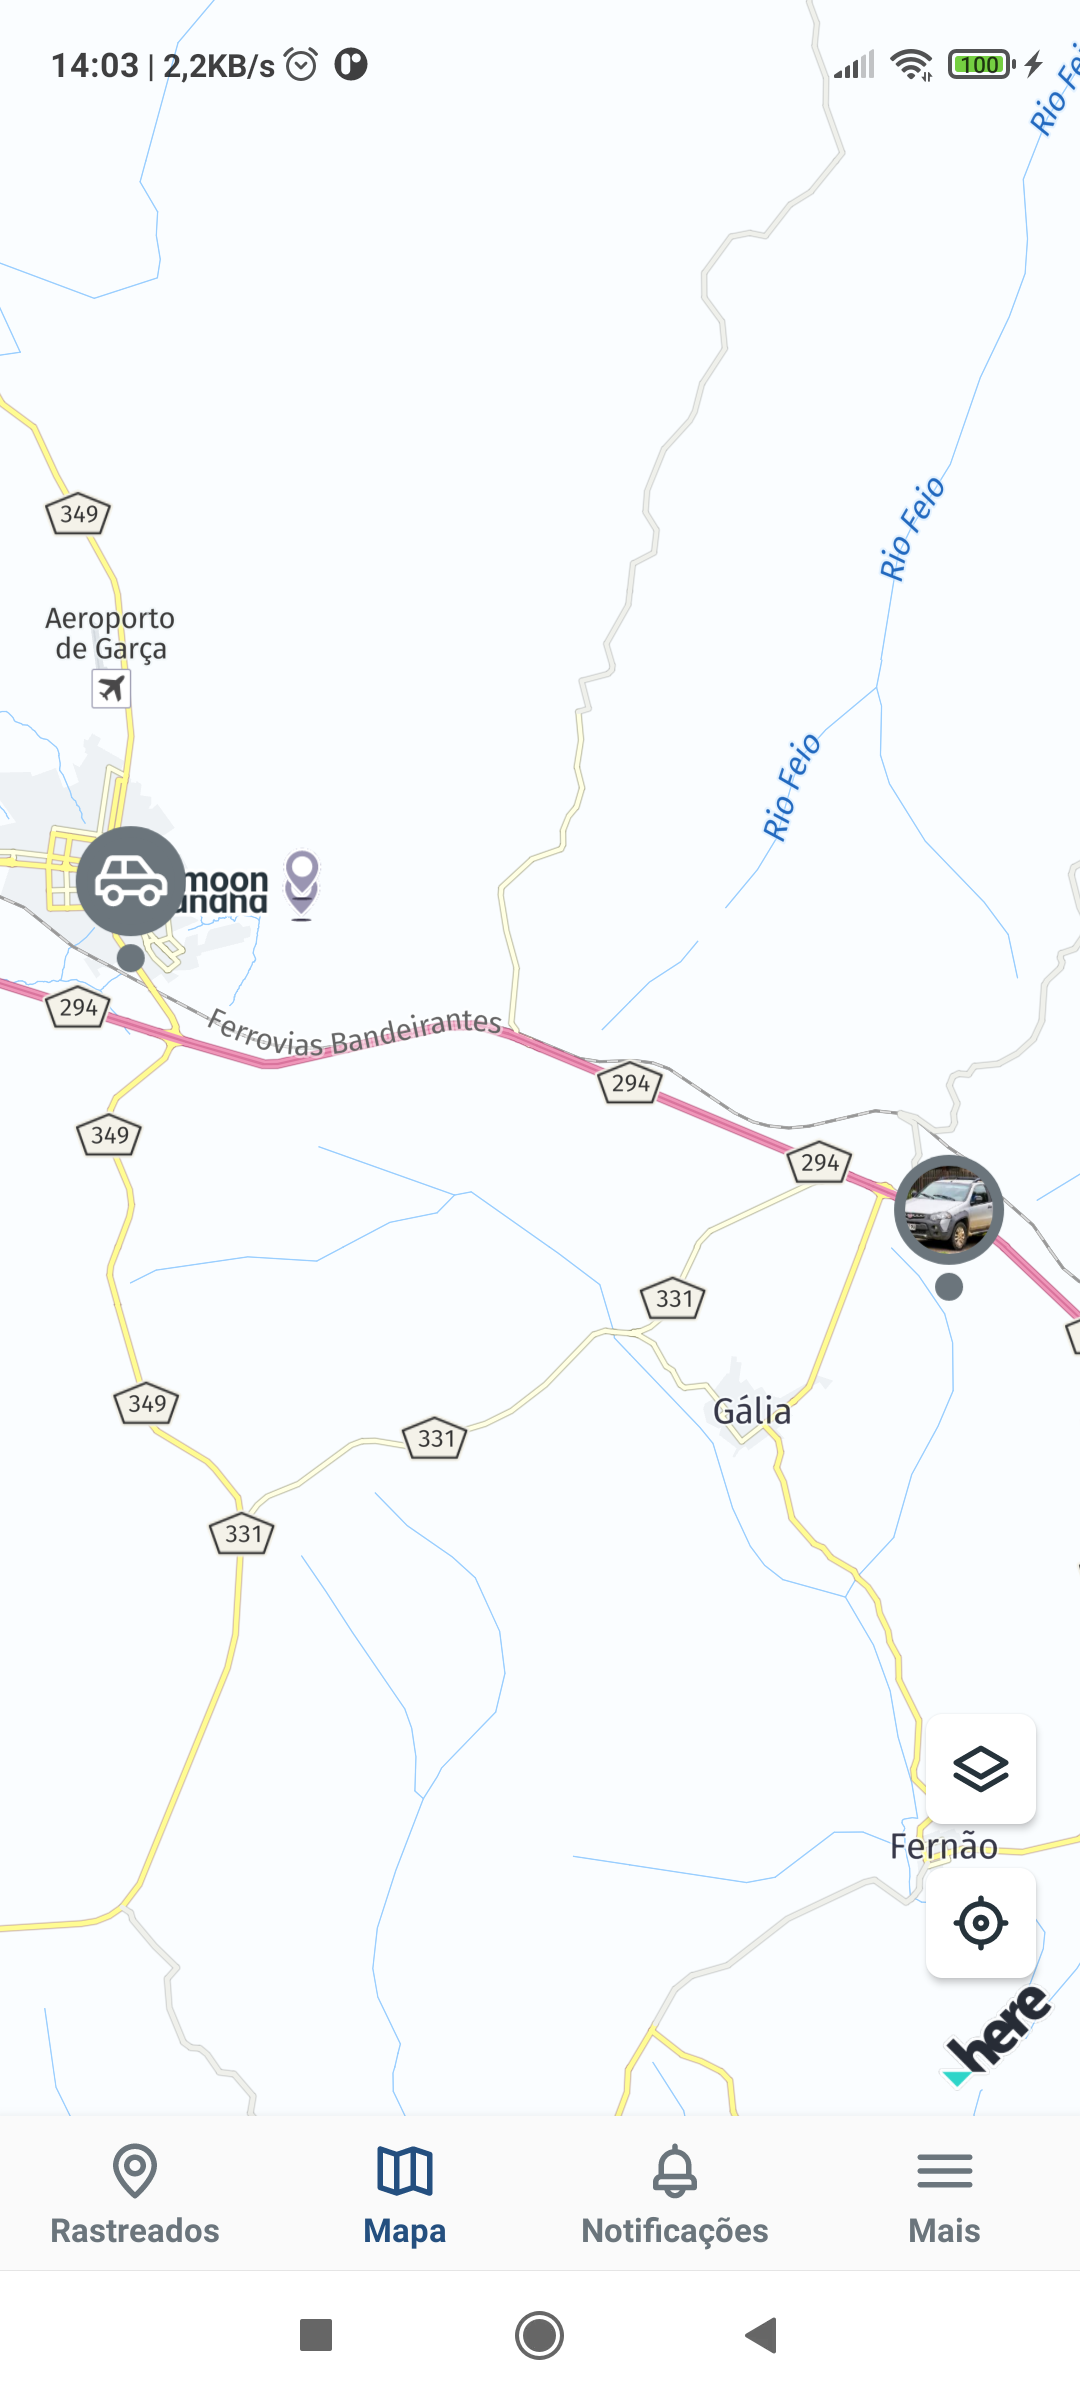 14:03 | 2,2KB/s
100
Rio Fei
349
Rio Feio
Aeroporto
de Garça
Rio Feio
moon
anana
294
Ferrovias Bandeirantes
294
349
294
331
349
Gália
331
331
Fernão
here
Rastreados
Mapa
Notificações
Mais